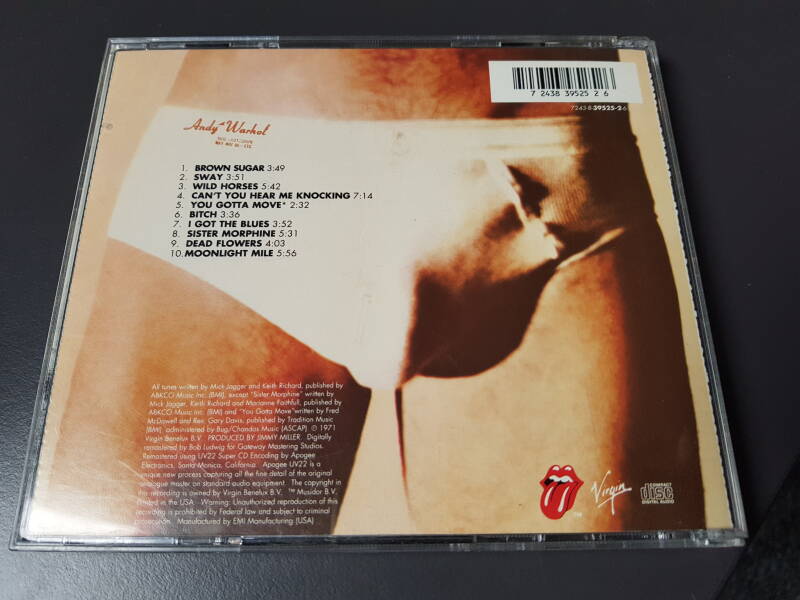 7 2438 39525 2 6
7243-8-39525-2-6
Andy Warhol
1. BROWN SUGAR 3:49
2. SWAY 3:51
3. WILD HORSES 5:42
4. CAN'T YOU HEAR ME KNOCKING 7:14
5. YOU GOTTA MOVE* 2:32
6. BITCH 3:36
7. I GOT THE BLUES 3:52
8. SISTER MORPHINE 5:31
9. DEAD FLOWERS 4:03
10. MOONLIGHT MILE 5:56
All tunes written by Mick Jagger and Keith Richard, published by
ABKCO Music Inc. (BMI), except "Sister Morphine" written by
Mick Jagger, Keith Richard and Marianne Faithfull, published by
ABKCO Music Inc. (BMI) and "You Gotta Move" written by Fred
McDowell and Rev. Gary Davis, published by Tradition Music
(BMI), administered by Bug/Chandos Music (ASCAP) ℗ 1971
Virgin Benelux B.V. PRODUCED BY JIMMY MILLER. Digitally
remastered by Bob Ludwig for Gateway Mastering Studios.
Remastered using UV22 Super CD Encoding by Apogee
Electronics, Santa Monica, California. Apogee UV22 is a
unique new process capturing all the fine detail of the original
analogue master on standard audio equipment. The copyright in
this recording is owned by Virgin Benelux B.V. ™ Musidor B.V.
Printed in the USA - Warning: Unauthorized reproduction of this
recording is prohibited by Federal law and subject to criminal
prosecution. Manufactured by EMI Manufacturing (USA)
TM
Virgin
COMPACT
disc
DIGITAL AUDIO